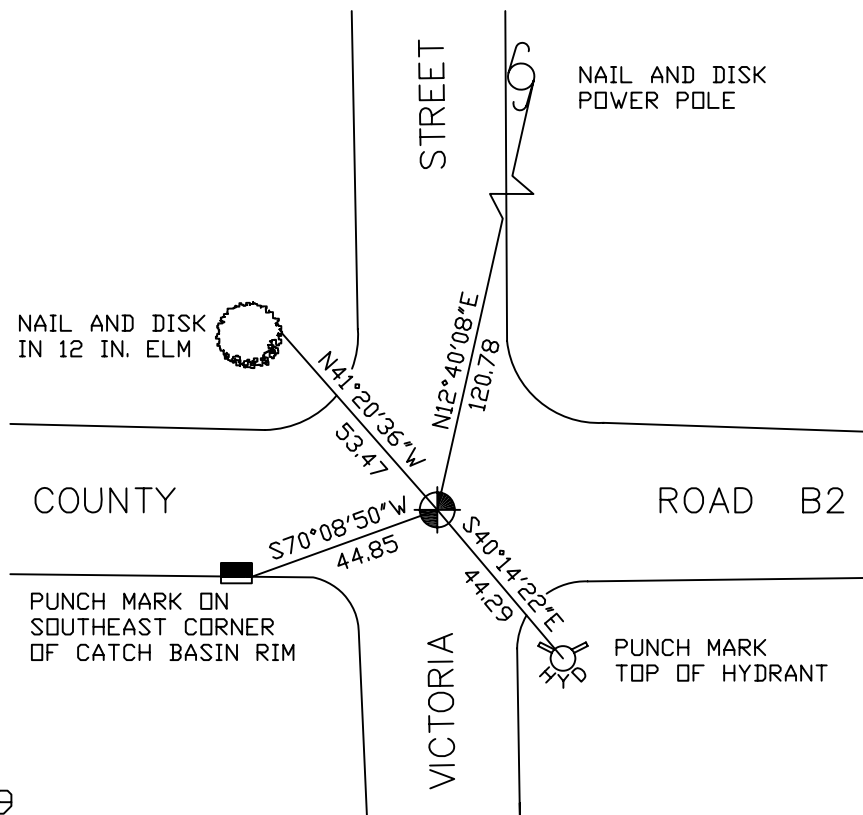 STREET
NAIL AND DISK
POWER POLE
NAIL AND DISK
IN 12 IN. ELM
N41°20'36"W
53.47
N12°40'08"E
120.78
COUNTY
ROAD B2
S70°08'50"W
44.85
S40°14'22"E
44.29
PUNCH MARK ON
SOUTHEAST CORNER
OF CATCH BASIN RIM
VICTORIA
HYD
PUNCH MARK
TOP OF HYDRANT